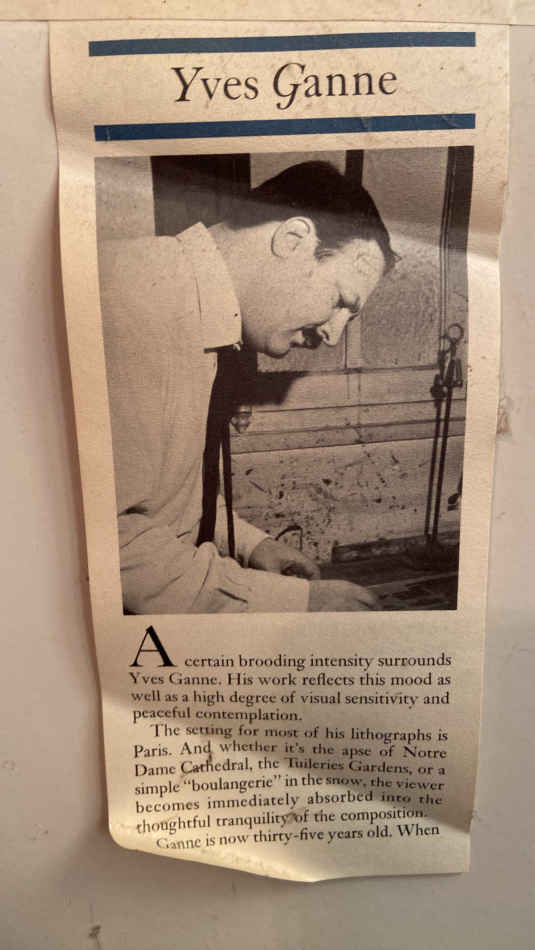 Yves Ganne
A certain brooding intensity surrounds
Yves Ganne. His work reflects this mood as
well as a high degree of visual sensitivity and
peaceful contemplation.
The setting for most of his lithographs is
Paris. And whether it's the apse of Notre
Dame Cathedral, the Tuileries Gardens, or a
simple "boulangerie" in the snow, the viewer
becomes immediately absorbed into the
thoughtful tranquility of the composition.
Ganne is now thirty-five years old. When